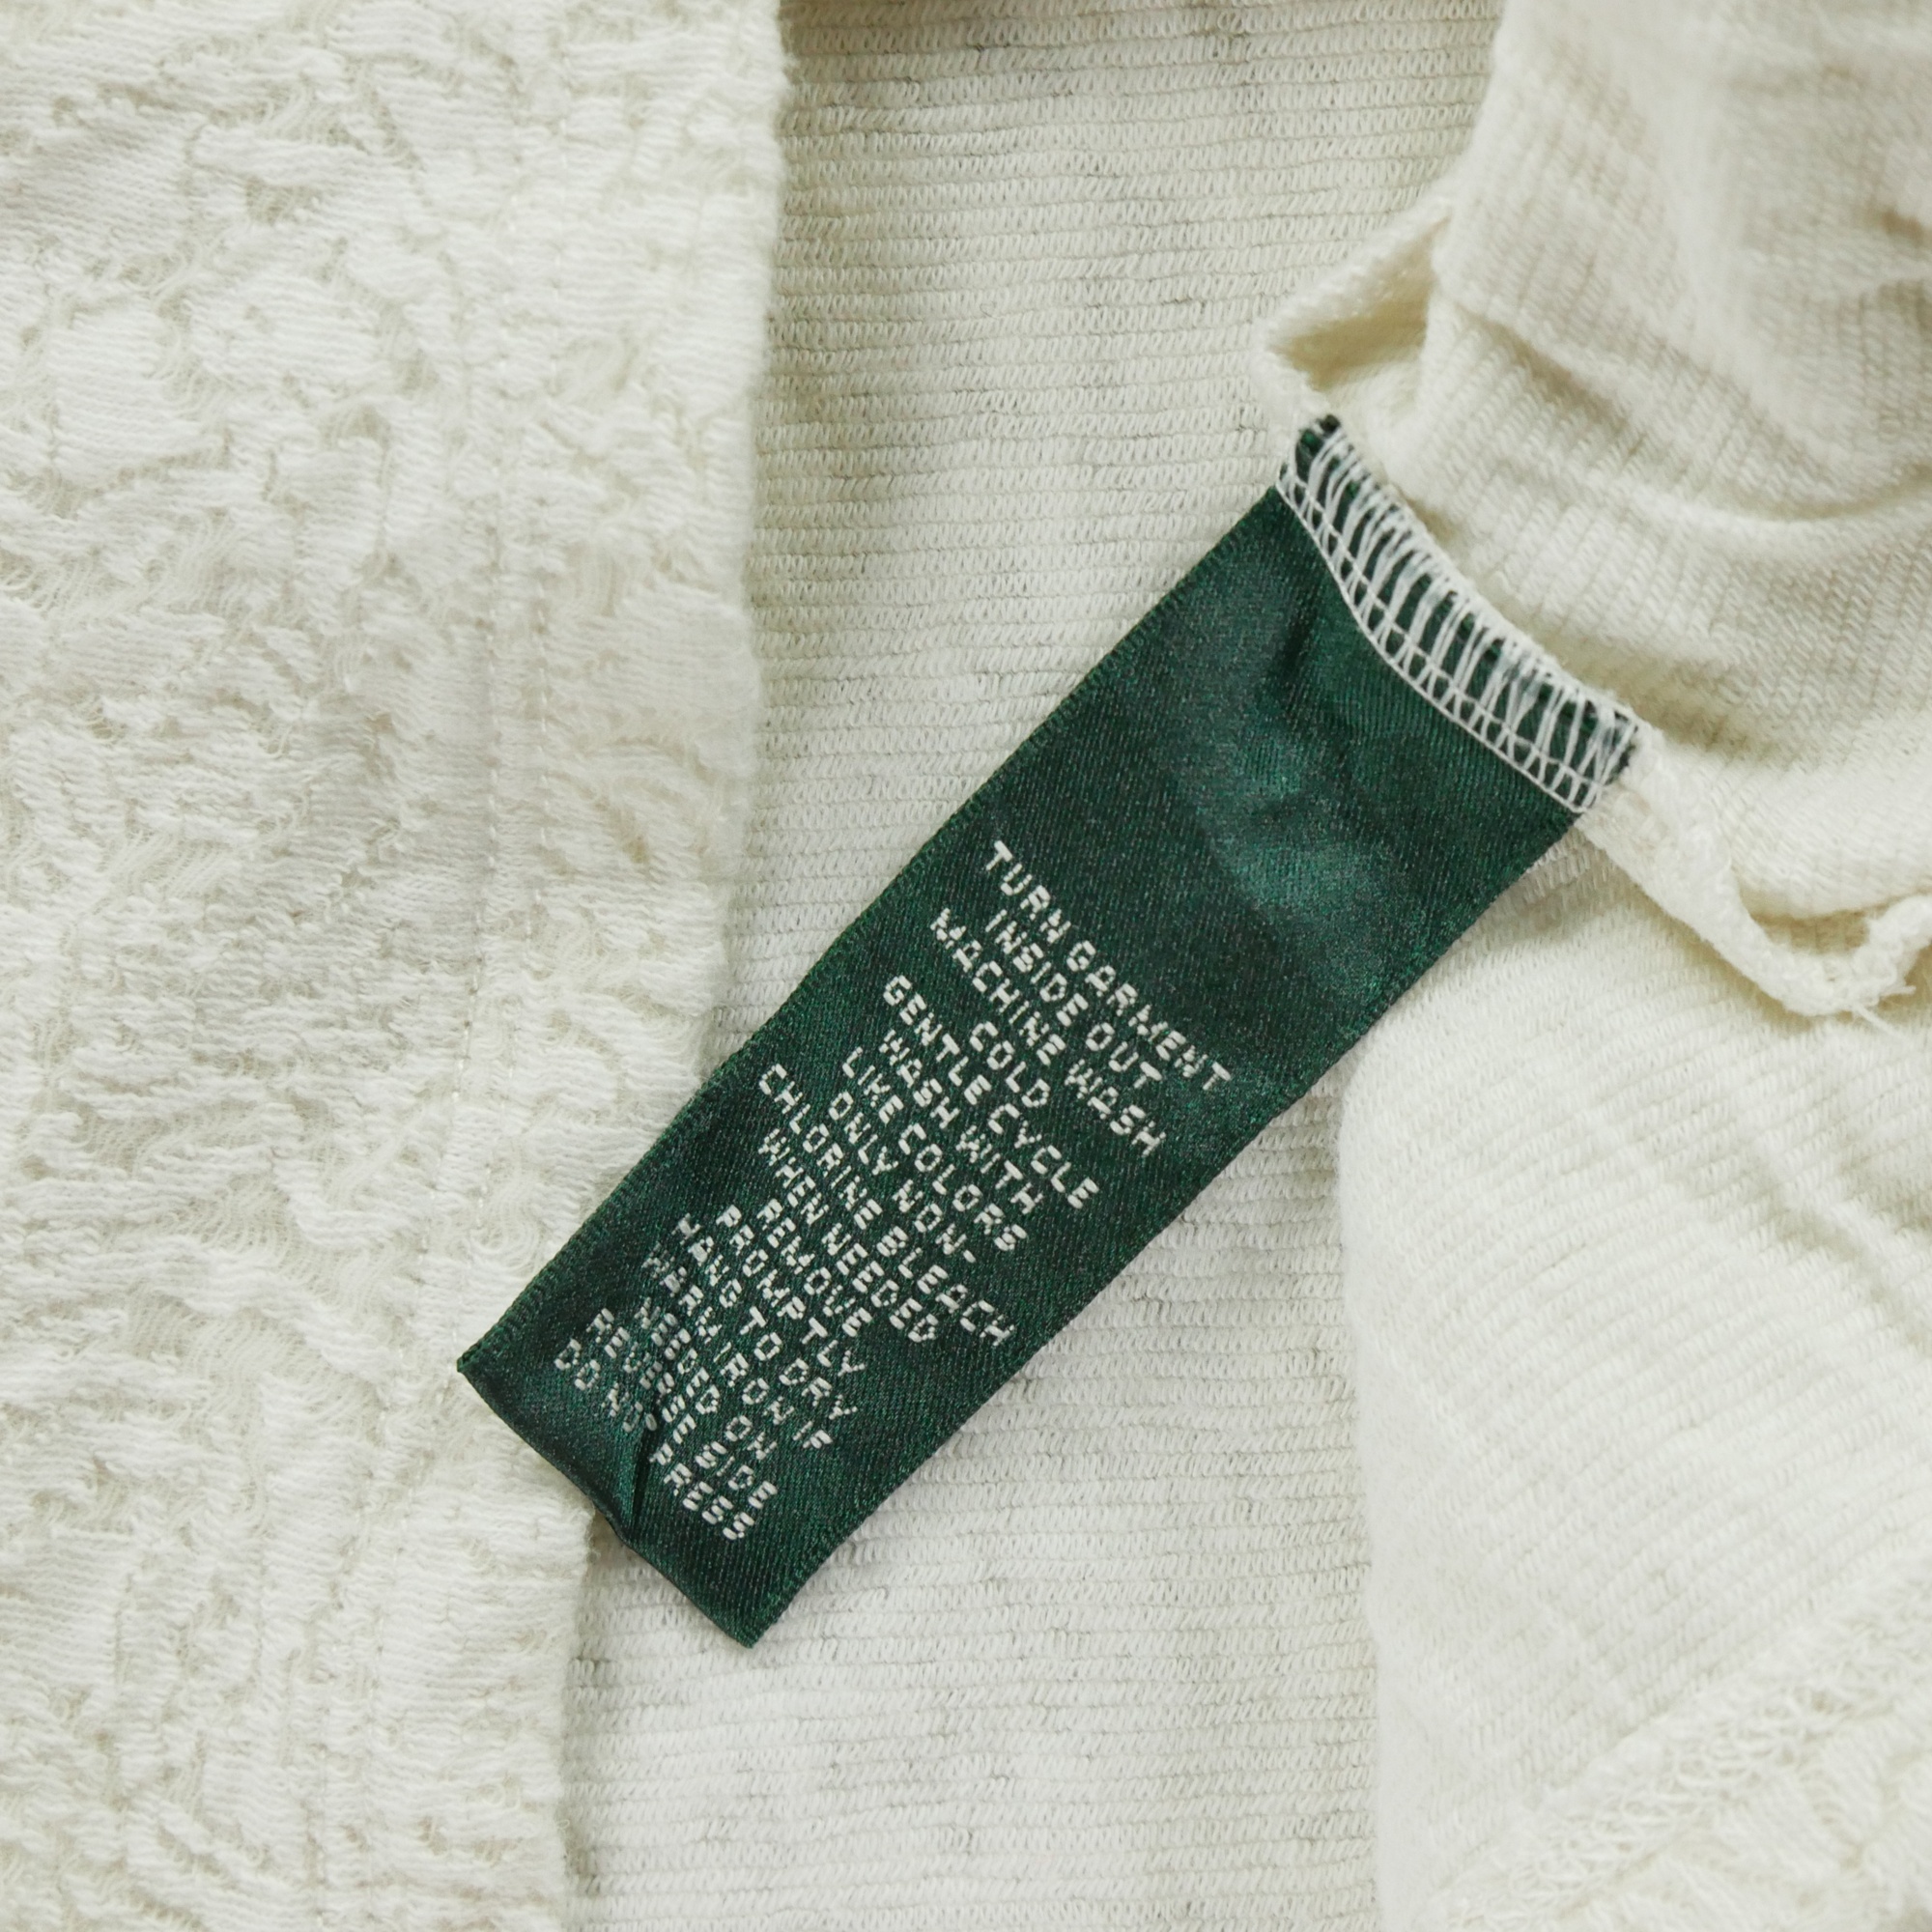 TURN GARMENT
INSIDE OUT
MACHINE WASH
COLD
GENTLE CYCLE
WASH WITH
LIKE COLORS
ONLY NON-
CHLORINE BLEACH
WHEN NEEDED
REMOVE
PROMPTLY
HANG TO DRY
WARM IRON IF
NEEDED ON
REVERSE SIDE
DO NOT PRESS